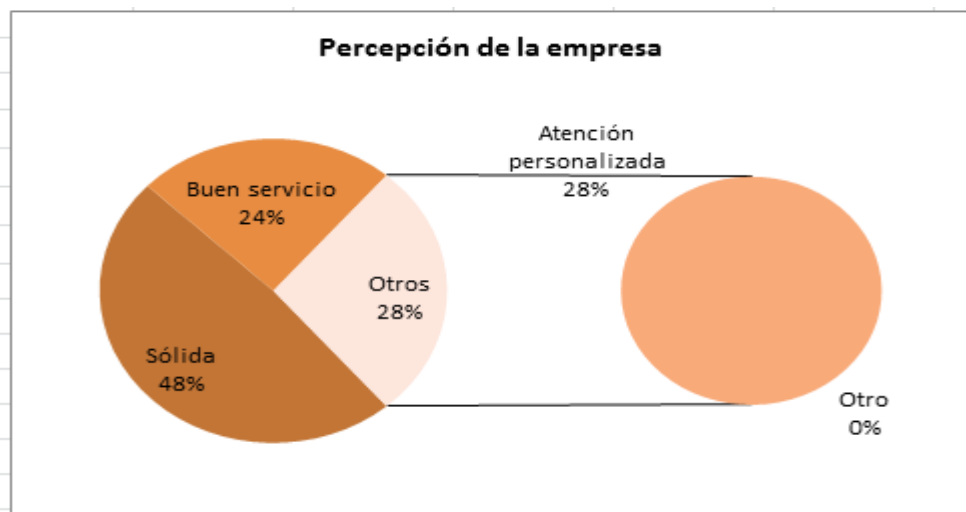 Percepción de la empresa
Atención
personalizada
28%
Buen servicio
24%
Otros
28%
Sólida
48%
Otro
0%